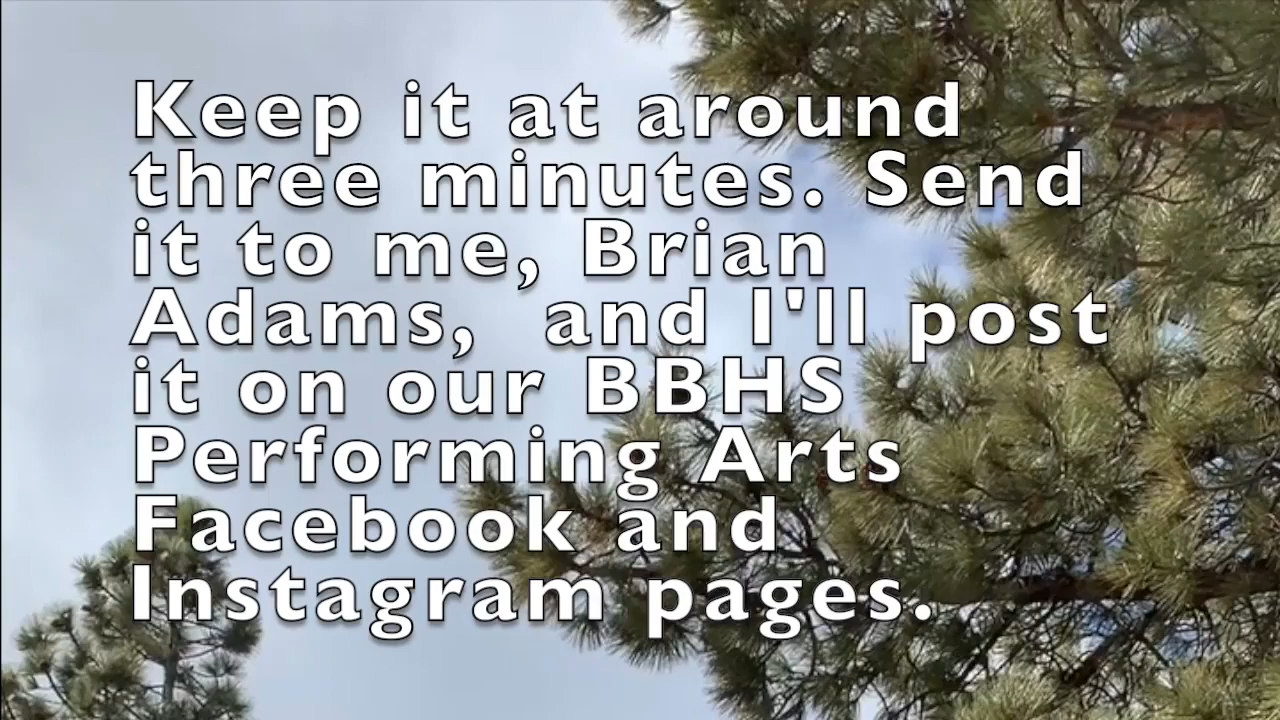 Keep it at around
three minutes. Send
it to me, Brian
Adams,  and I'll post
it on our BBHS
Performing Arts
Facebook and
Instagram pages.